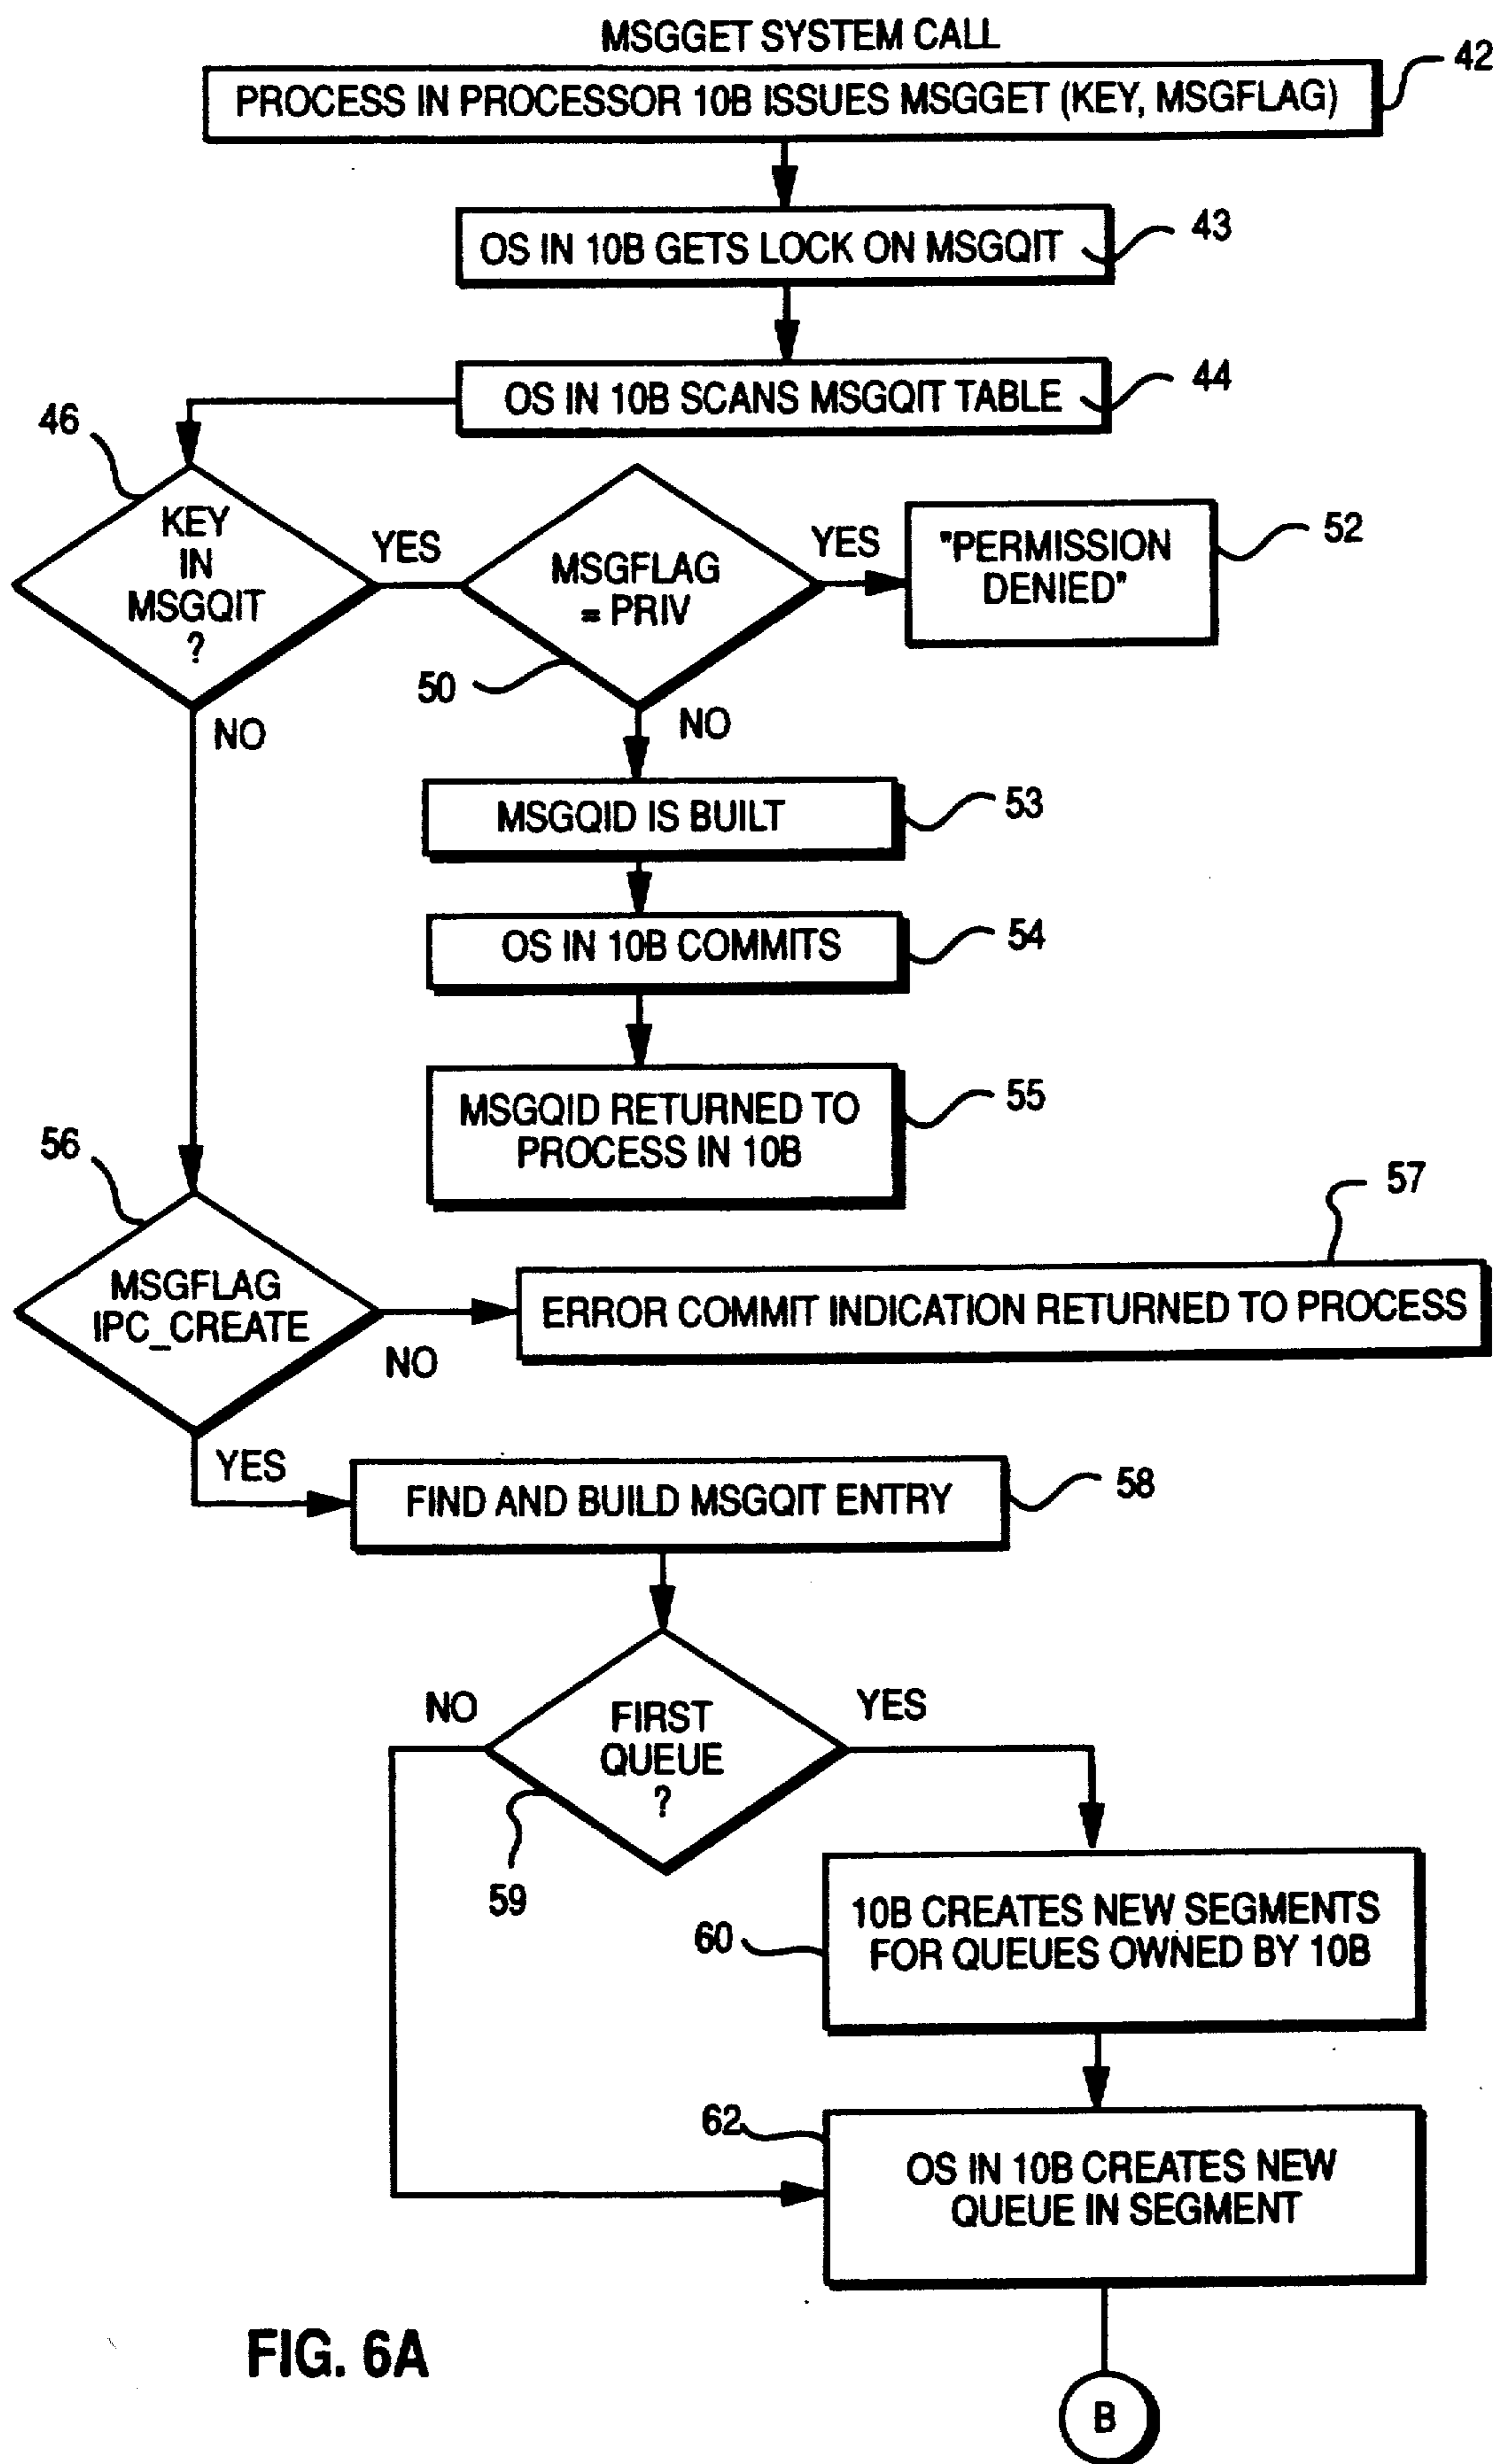 MSGGET SYSTEM CALL
PROCESS IN PROCESSOR 10B ISSUES MSGGET (KEY, MSGFLAG)
42
OS IN 10B GETS LOCK ON MSGQIT
43
OS IN 10B SCANS MSGQIT TABLE
44
46
KEY
IN
MSGQIT
?
YES
NO
MSGFLAG
= PRIV
50
YES
NO
"PERMISSION
DENIED"
52
MSGQID IS BUILT
53
OS IN 10B COMMITS
54
MSGQID RETURNED TO
PROCESS IN 10B
55
56
MSGFLAG
IPC_CREATE
NO
YES
57
ERROR COMMIT INDICATION RETURNED TO PROCESS
FIND AND BUILD MSGQIT ENTRY
58
NO
FIRST
QUEUE
?
YES
59
10B CREATES NEW SEGMENTS
FOR QUEUES OWNED BY 10B
60
62
OS IN 10B CREATES NEW
QUEUE IN SEGMENT
FIG. 6A
B